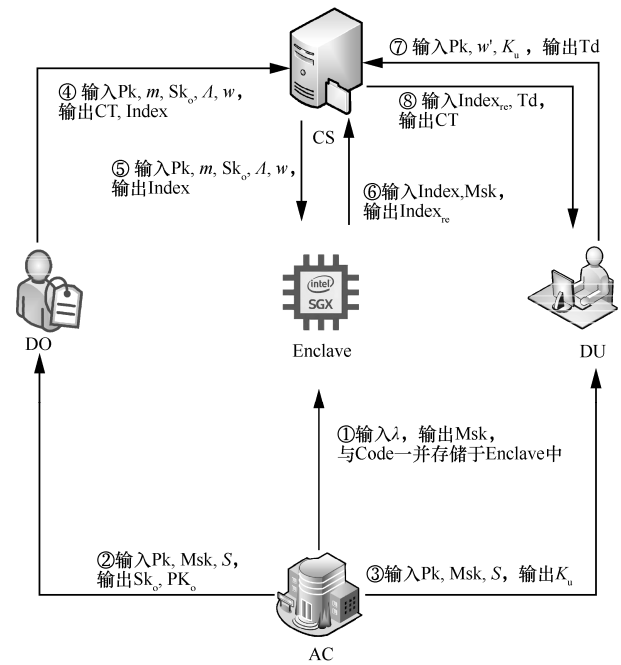 ⑦ 输入Pk, w', Ku，输出Td
④ 输入Pk, m, Sko, Λ, w，
输出CT, Index
⑧ 输入Indexre, Td，
输出CT
CS
⑤ 输入Pk, m, Sko, Λ, w，
输出Index
⑥输入Index,Msk，
输出Indexre
intel
SGX
DO
Enclave
DU
①输入λ，输出Msk，
与Code一并存储于Enclave中
②输入Pk, Msk, S，
输出Sko, PKo
③输入Pk, Msk, S，输出Ku
AC